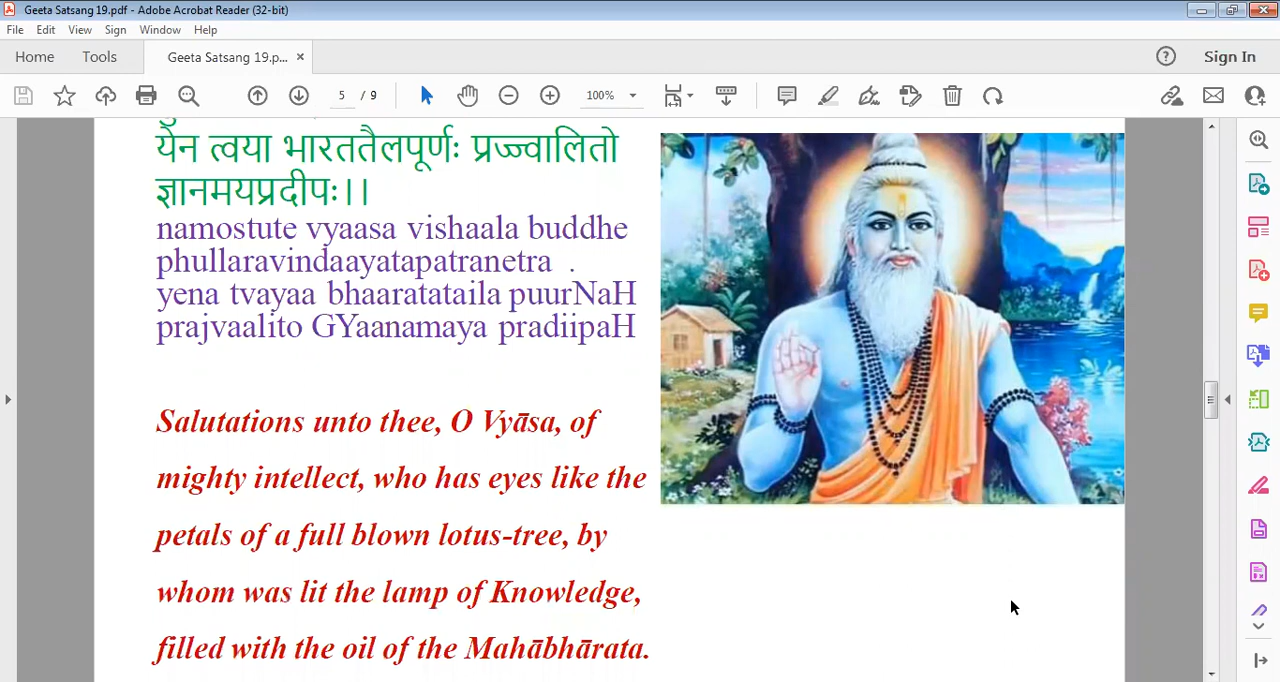 Geeta Satsang 19.pdf - Adobe Acrobat Reader (32-bit)
File Edit View Sign Window Help
Home Tools Geeta Satsang 19.p... × Sign In
5 / 9 100%
येन त्वया भारततैलपूर्णः प्रज्ज्वालितो
ज्ञानमयप्रदीपः।।
namostute vyaasa vishaala buddhe
phullaravindaayatapatranetra .
yena tvayaa bhaaratataila puurNaH
prajvaalito GYaanamaya pradiipaH
Salutations unto thee, O Vyāsa, of
mighty intellect, who has eyes like the
petals of a full blown lotus-tree, by
whom was lit the lamp of Knowledge,
filled with the oil of the Mahābhārata.